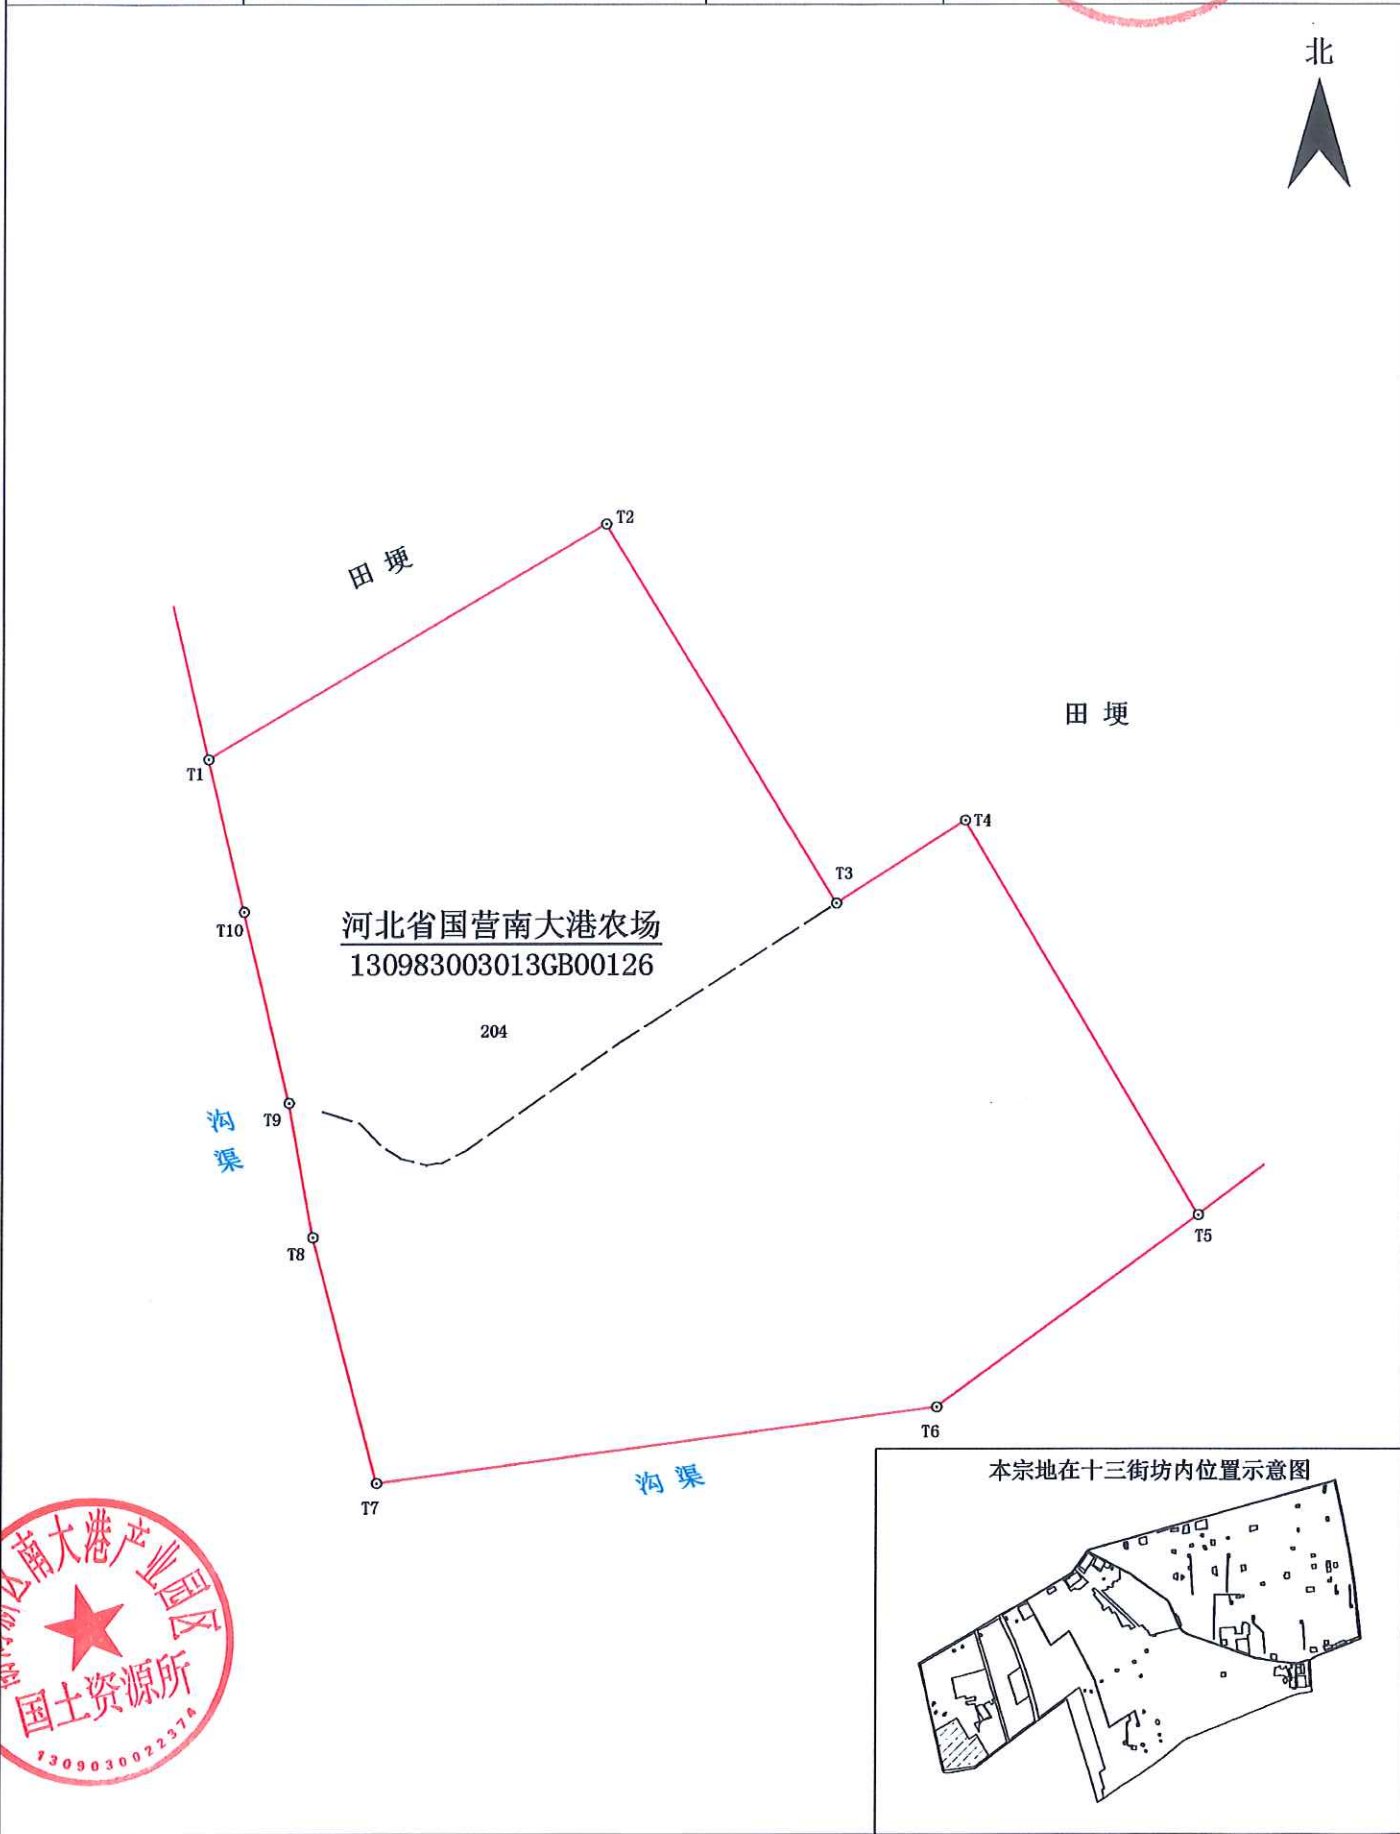 北
T2
田埂
田埂
T1
T4
T3
T10
河北省国营南大港农场
130983003013GB00126
204
T9
沟渠
T8
T5
T6
沟渠
T7
本宗地在十三街坊内位置示意图
区南大港产业园区
国土资源所
1309030022374